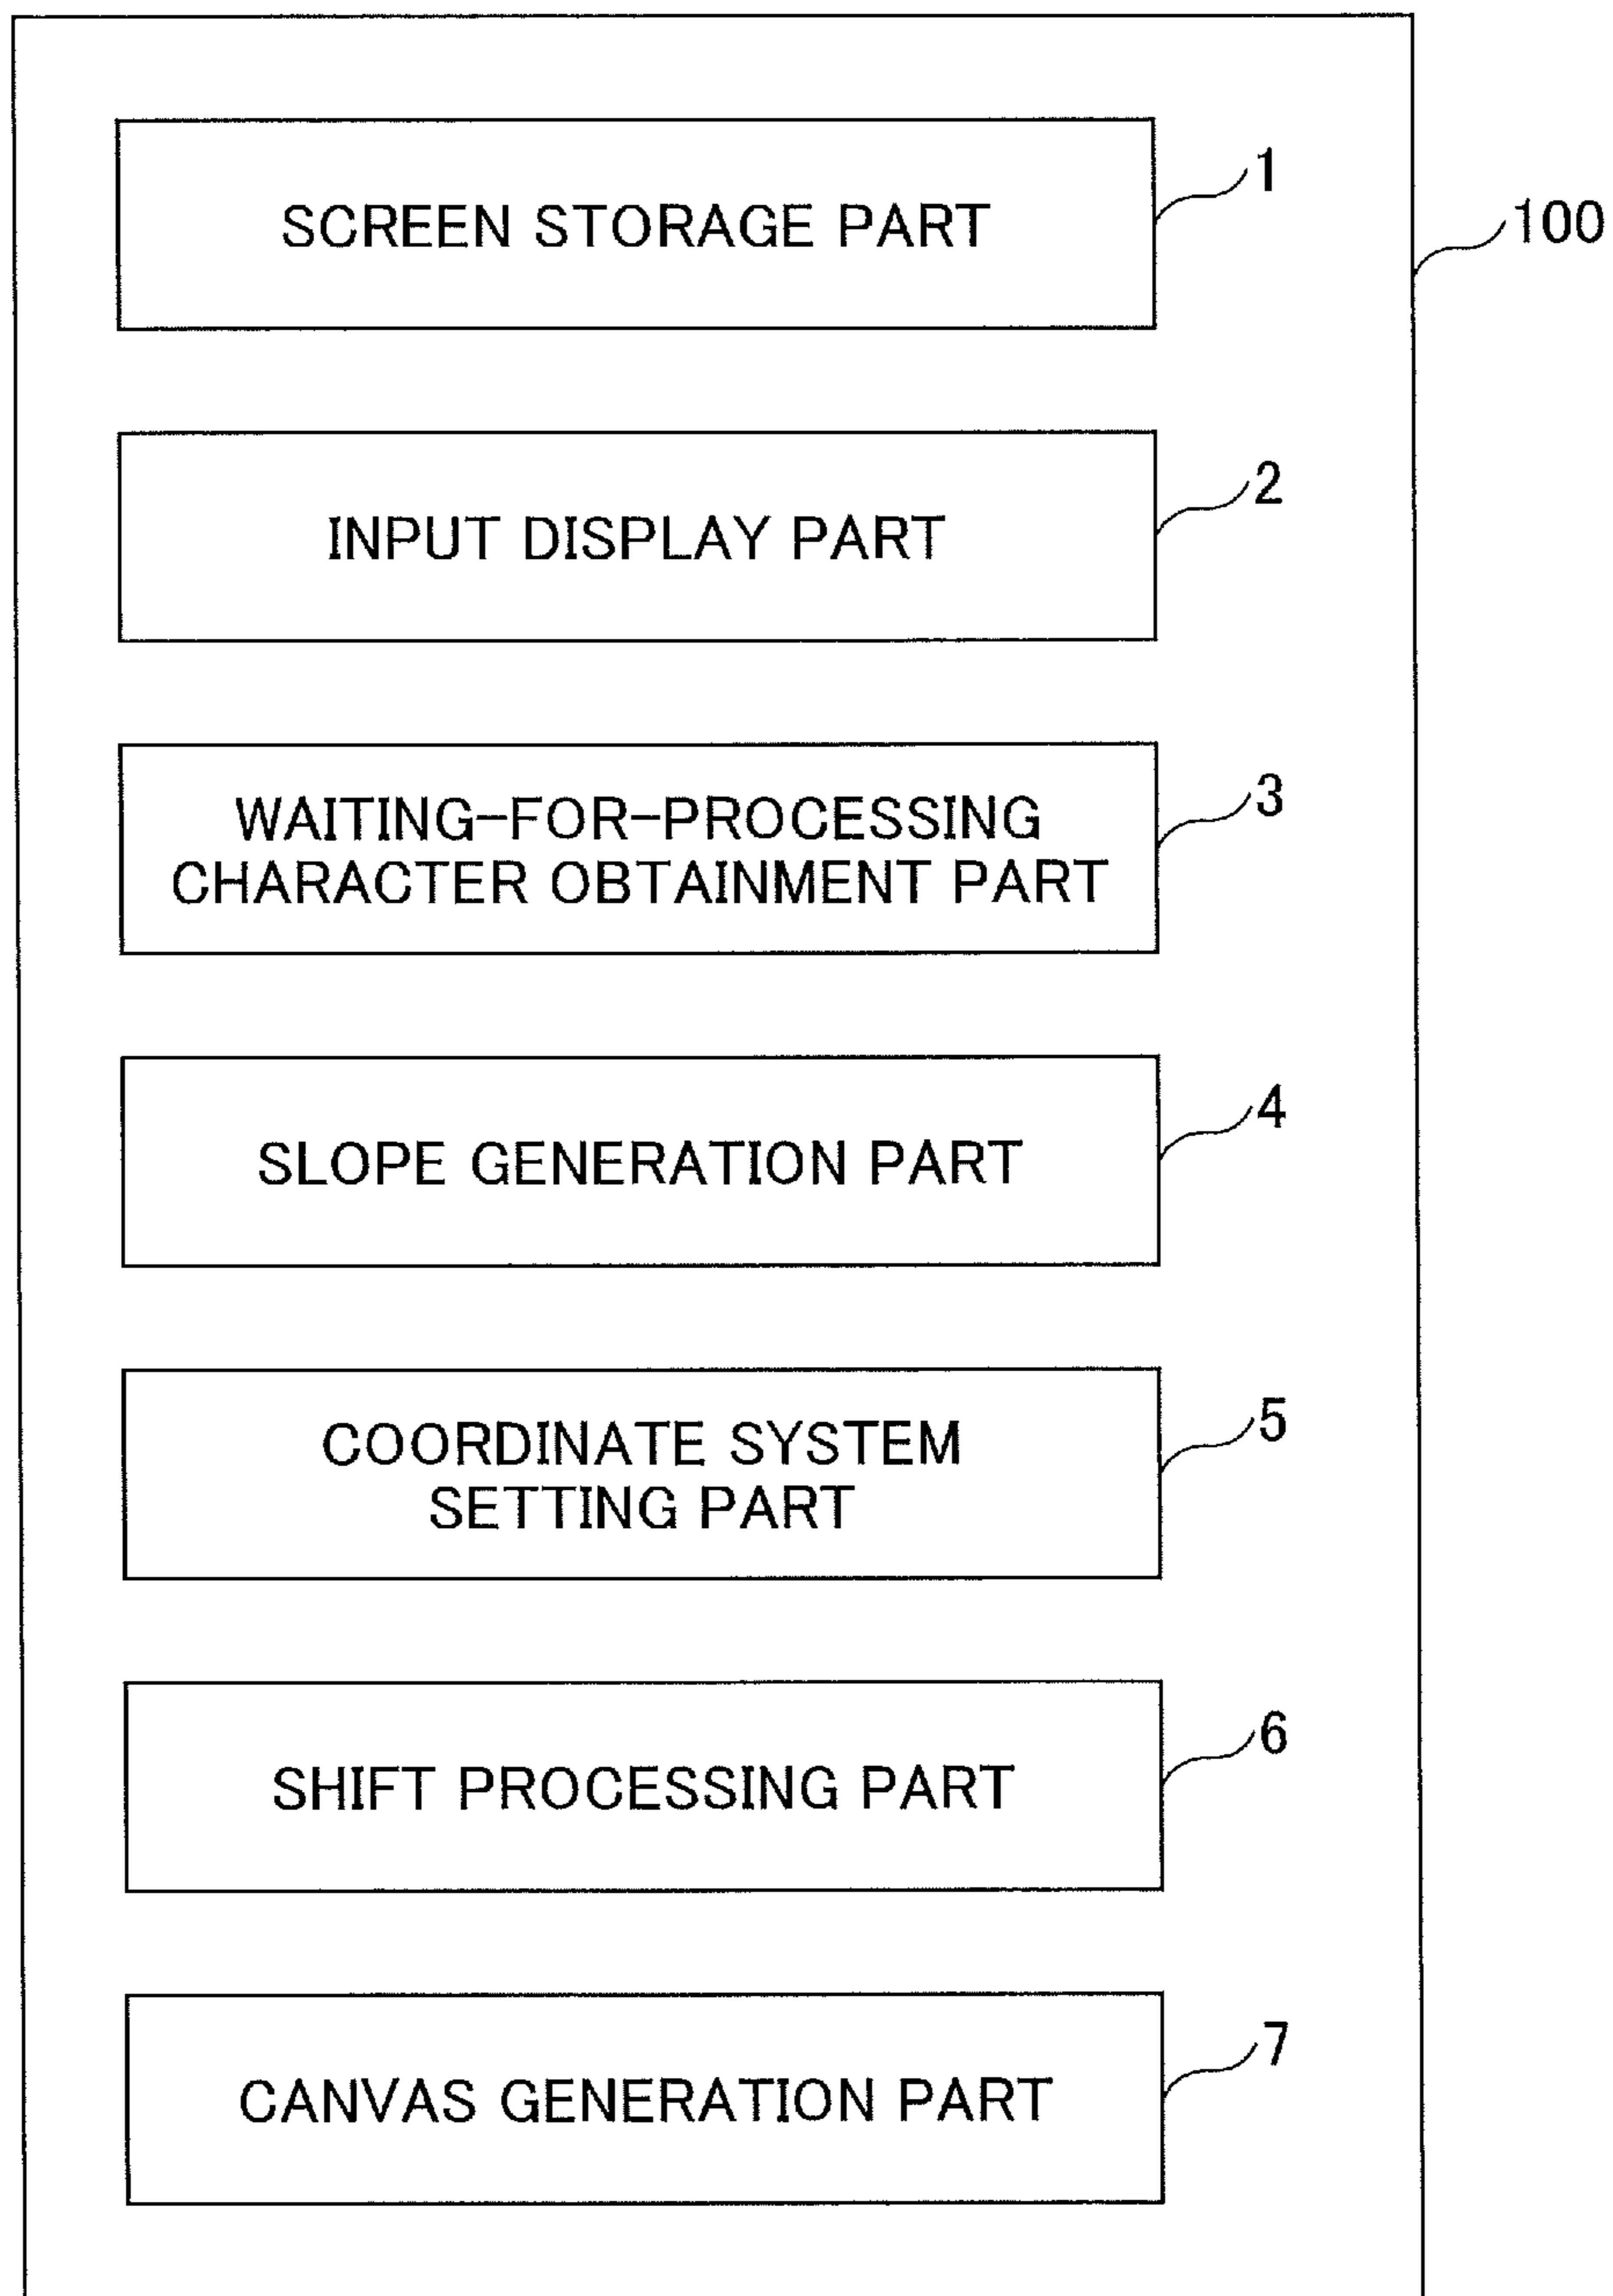 SCREEN STORAGE PART
1
100
INPUT DISPLAY PART
2
WAITING-FOR-PROCESSING
CHARACTER OBTAINMENT PART
3
SLOPE GENERATION PART
4
COORDINATE SYSTEM
SETTING PART
5
SHIFT PROCESSING PART
6
CANVAS GENERATION PART
7